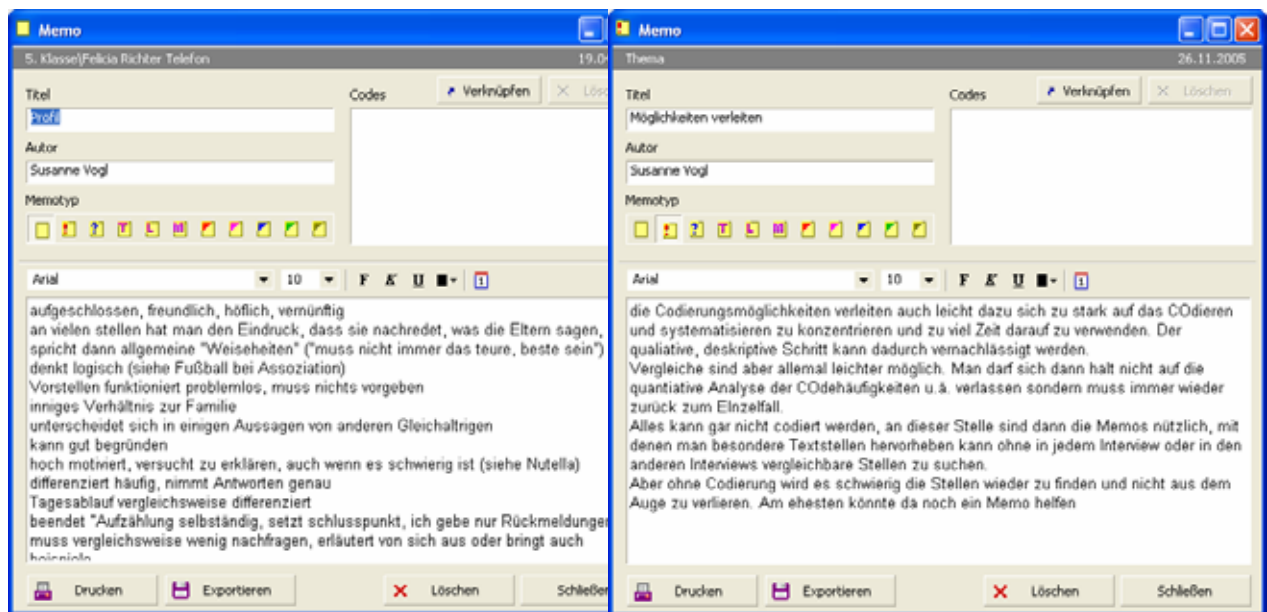 Memo
5. Klasse\Felicia Richter Telefon 19.0
Titel
Codes
Verknüpfen
Profil
Autor
Susanne Vogl
Memotyp
Arial 10 F K U
aufgeschlossen, freundlich, höflich, vernünftig
an vielen stellen hat man den Eindruck, dass sie nachredet, was die Eltern sagen,
spricht dann allgemeine "Weiseheiten" ("muss nicht immer das teure, beste sein")
denkt logisch (siehe Fußball bei Assoziation)
Vorstellen funktioniert problemlos, muss nichts vorgeben
inniges Verhältnis zur Familie
unterscheidet sich in einigen Aussagen von anderen Gleichaltrigen
kann gut begründen
hoch motiviert, versucht zu erklären, auch wenn es schwierig ist (siehe Nutella)
differenziert häufig, nimmt Antworten genau
Tagesablauf vergleichsweise differenziert
beendet "Aufzählung selbständig, setzt schlusspunkt, ich gebe nur Rückmeldungen
muss vergleichsweise wenig nachfragen, erläutert von sich aus oder bringt auch
Drucken Exportieren Löschen Schließen
Memo
Thema 26.11.2005
Titel
Codes
Verknüpfen Löschen
Möglichkeiten verleiten
Autor
Susanne Vogl
Memotyp
Arial 10 F K U
die Codierungsmöglichkeiten verleiten auch leicht dazu sich zu stark auf das COdieren
und systematisieren zu konzentrieren und zu viel Zeit darauf zu verwenden. Der
qualiative, deskriptive Schritt kann dadurch vernachlässigt werden.
Vergleiche sind aber allemal leichter möglich. Man darf sich dann halt nicht auf die
quantiative Analyse der COdehäufigkeiten u.ä. verlassen sondern muss immer wieder
zurück zum EInzelfall.
Alles kann gar nicht codiert werden, an dieser Stelle sind dann die Memos nützlich, mit
denen man besondere Textstellen hervorheben kann ohne in jedem Interview oder in den
anderen Interviews vergleichbare Stellen zu suchen.
Aber ohne Codierung wird es schwierig die Stellen wieder zu finden und nicht aus dem
Auge zu verlieren. Am ehesten könnte da noch ein Memo helfen
Drucken Exportieren Löschen Schließen